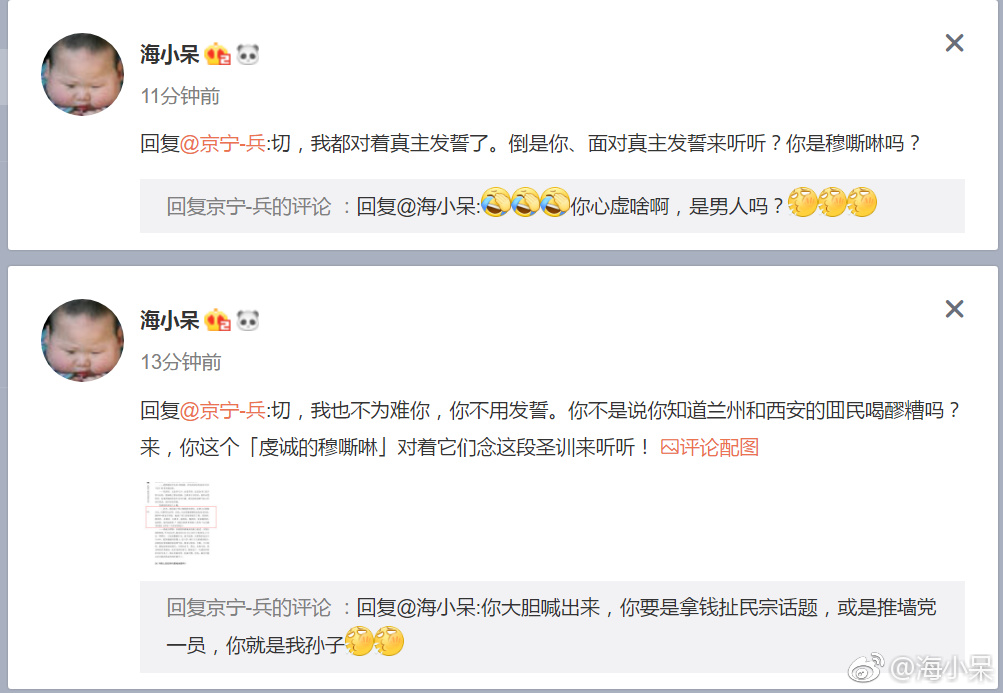 海小呆
11分钟前
回复@京宁-兵:切，我都对着真主发誓了。倒是你、面对真主发誓来听听？你是穆嘶啉吗？
回复京宁-兵的评论 ：回复@海小呆:你心虚啥啊，是男人吗？
海小呆
13分钟前
回复@京宁-兵:切，我也不为难你，你不用发誓。你不是说你知道兰州和西安的囬民喝醪糟吗？
来，你这个「虔诚的穆嘶啉」对着它们念这段圣训来听听！ 评论配图
回复京宁-兵的评论 ：回复@海小呆:你大胆喊出来，你要是拿钱扯民宗话题，或是推墙党
一员，你就是我孙子
@海小呆